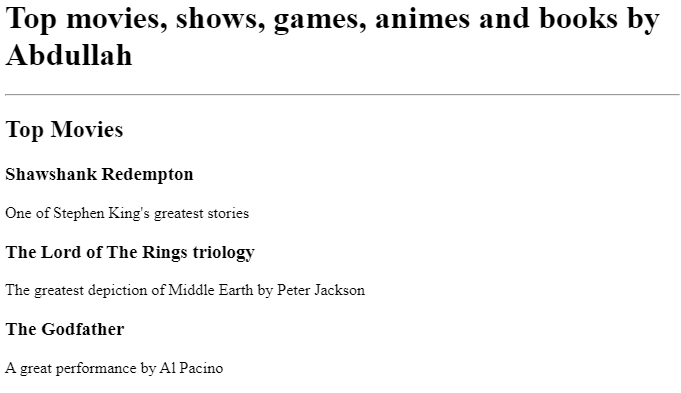 Top movies, shows, games, animes and books by
Abdullah
Top Movies
Shawshank Redempton
One of Stephen King's greatest stories
The Lord of The Rings triology
The greatest depiction of Middle Earth by Peter Jackson
The Godfather
A great performance by Al Pacino